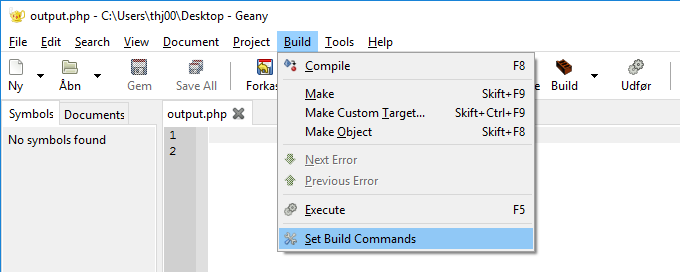 output.php - C:\Users\thj00\Desktop - Geany
File Edit Search View Document Project Build Tools Help
Ny Åbn Gem Save All Forkas Build Udfør
Compile F8
Make Skift+F9
Make Custom Target... Skift+Ctrl+F9
Make Object Skift+F8
Next Error
Previous Error
Execute F5
Set Build Commands
Symbols Documents
No symbols found
output.php
1
2